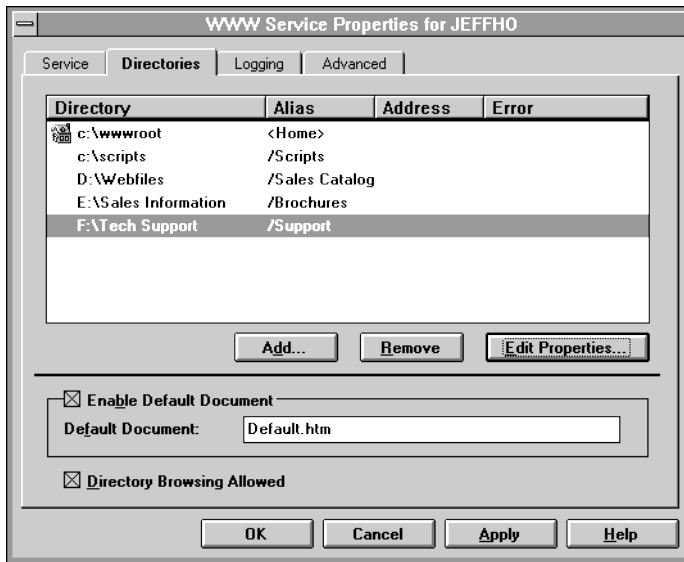 WWW Service Properties for JEFFHO
Service Directories Logging Advanced
Directory Alias Address Error
c:\wwwroot <Home>
c:\scripts /Scripts
D:\Webfiles /Sales Catalog
E:\Sales Information /Brochures
F:\Tech Support /Support
Add... Remove Edit Properties...
Enable Default Document
Default Document: Default.htm
Directory Browsing Allowed
OK Cancel Apply Help